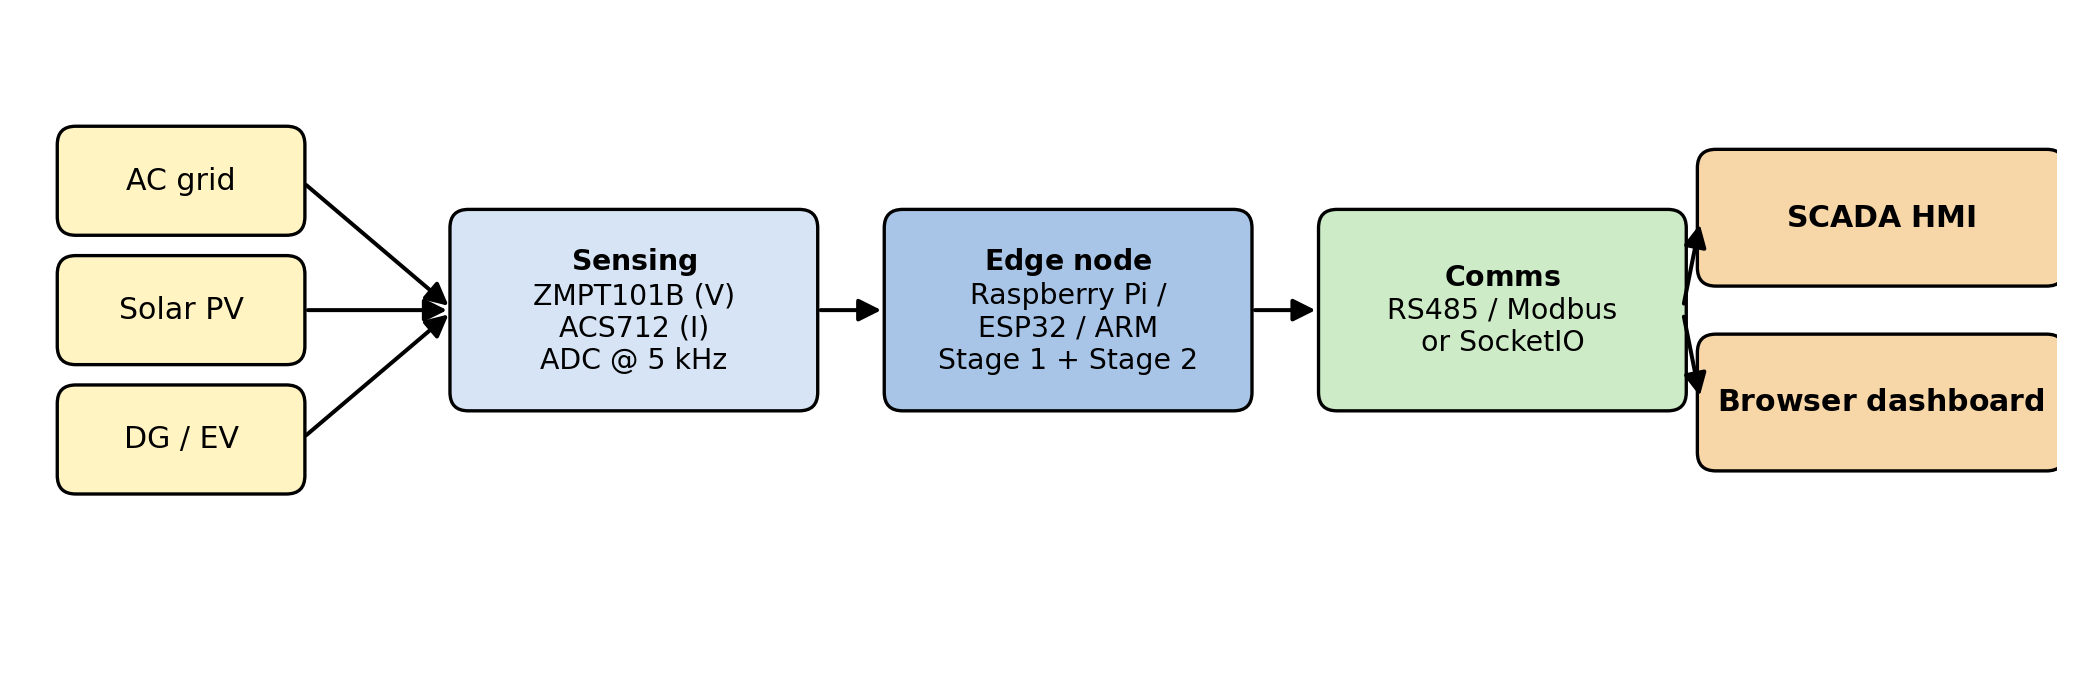 AC grid
Solar PV
DG / EV
Sensing
ZMPT101B (V)
ACS712 (I)
ADC @ 5 kHz
Edge node
Raspberry Pi /
ESP32 / ARM
Stage 1 + Stage 2
Comms
RS485 / Modbus
or SocketIO
SCADA HMI
Browser dashboard